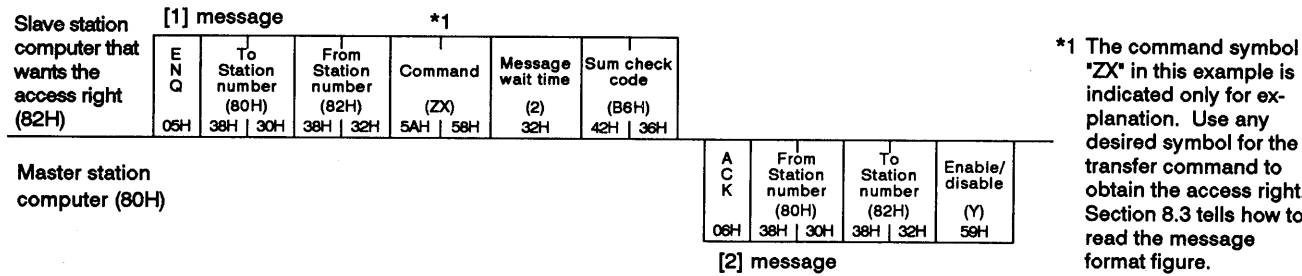 Slave station
computer that
wants the
access right
(82H)
[1] message
*1
E
N
Q
05H
To
Station
number
(80H)
38H | 30H
From
Station
number
(82H)
38H | 32H
Command
(ZX)
5AH | 58H
Message
wait time
(2)
32H
Sum check
code
(B6H)
42H | 36H
Master station
computer (80H)
A
C
K
06H
From
Station
number
(80H)
38H | 30H
To
Station
number
(82H)
38H | 32H
Enable/
disable
(Y)
59H
[2] message
*1 The command symbol
"ZX" in this example is
indicated only for ex-
planation. Use any
desired symbol for the
transfer command to
obtain the access right
Section 8.3 tells how to
read the message
format figure.